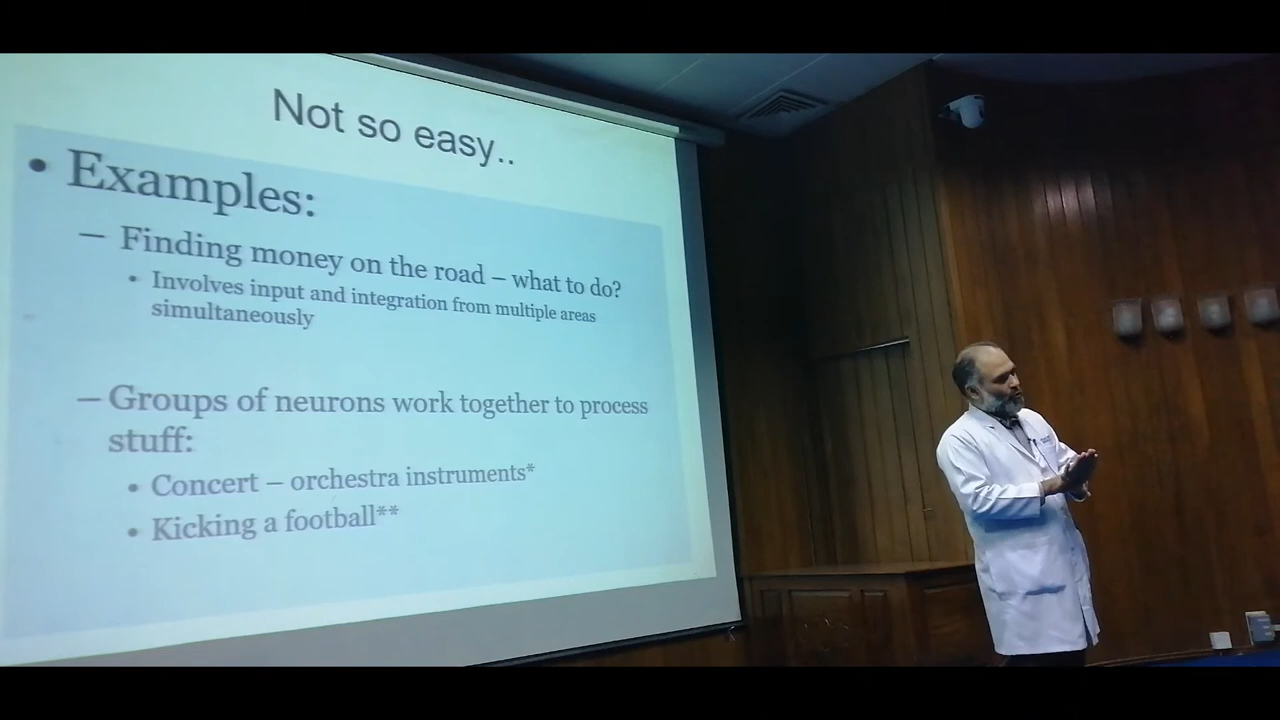 Not so easy..
• Examples:
– Finding money on the road – what to do?
• Involves input and integration from multiple areas
simultaneously
– Groups of neurons work together to process
stuff:
• Concert – orchestra instruments*
• Kicking a football**